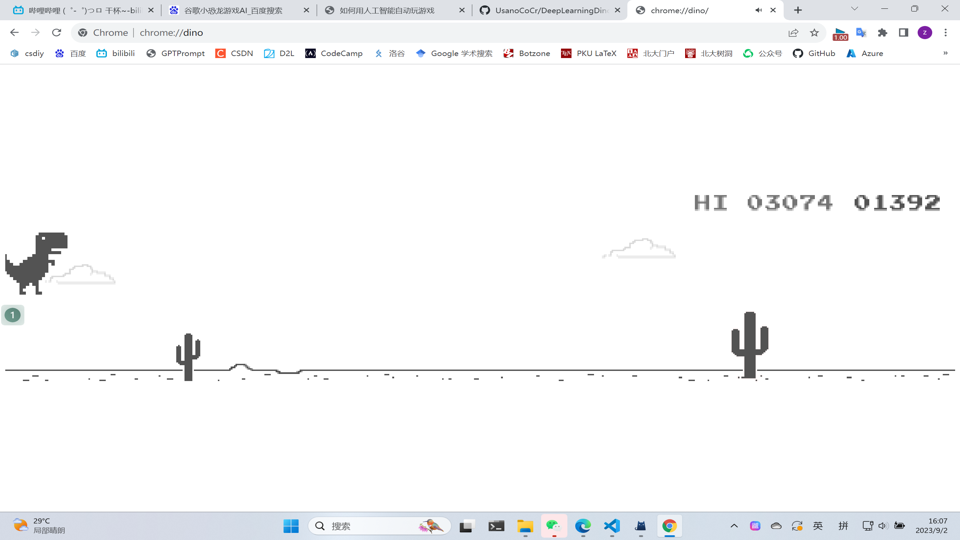 哔哩哔哩 (゜-゜)つロ 干杯~-bili
谷歌小恐龙游戏AI_百度搜索
如何用人工智能自动玩游戏
UsanoCoCr/DeepLearningDin
chrome://dino/
Chrome | chrome://dino
1.00
z
csdiy
百度
bilibili
GPTPrompt
CSDN
D2L
CodeCamp
洛谷
Google 学术搜索
Botzone
PKU LaTeX
北大门户
北大树洞
公众号
GitHub
Azure
»
HI 03074 01392
1
29°C
局部晴朗
搜索
英
拼
16:07
2023/9/2